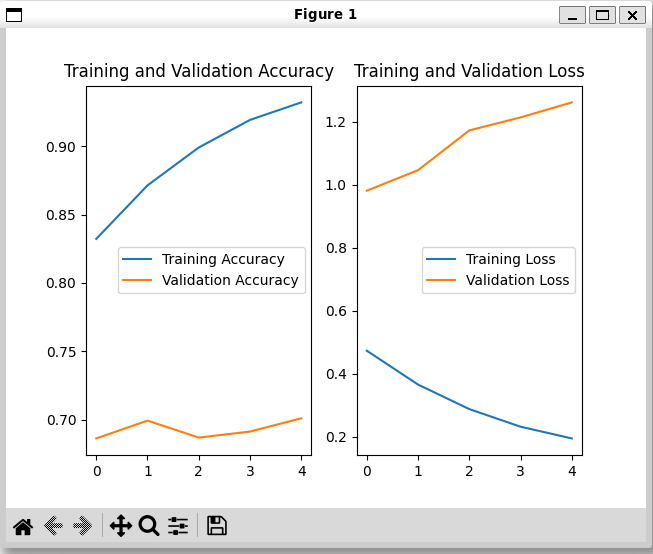 Figure 1
Training and Validation Accuracy
0.90
0.85
0.80
0.75
0.70
Training Accuracy
Validation Accuracy
0 1 2 3 4
Training and Validation Loss
1.2
1.0
0.8
0.6
0.4
0.2
Training Loss
Validation Loss
0 1 2 3 4